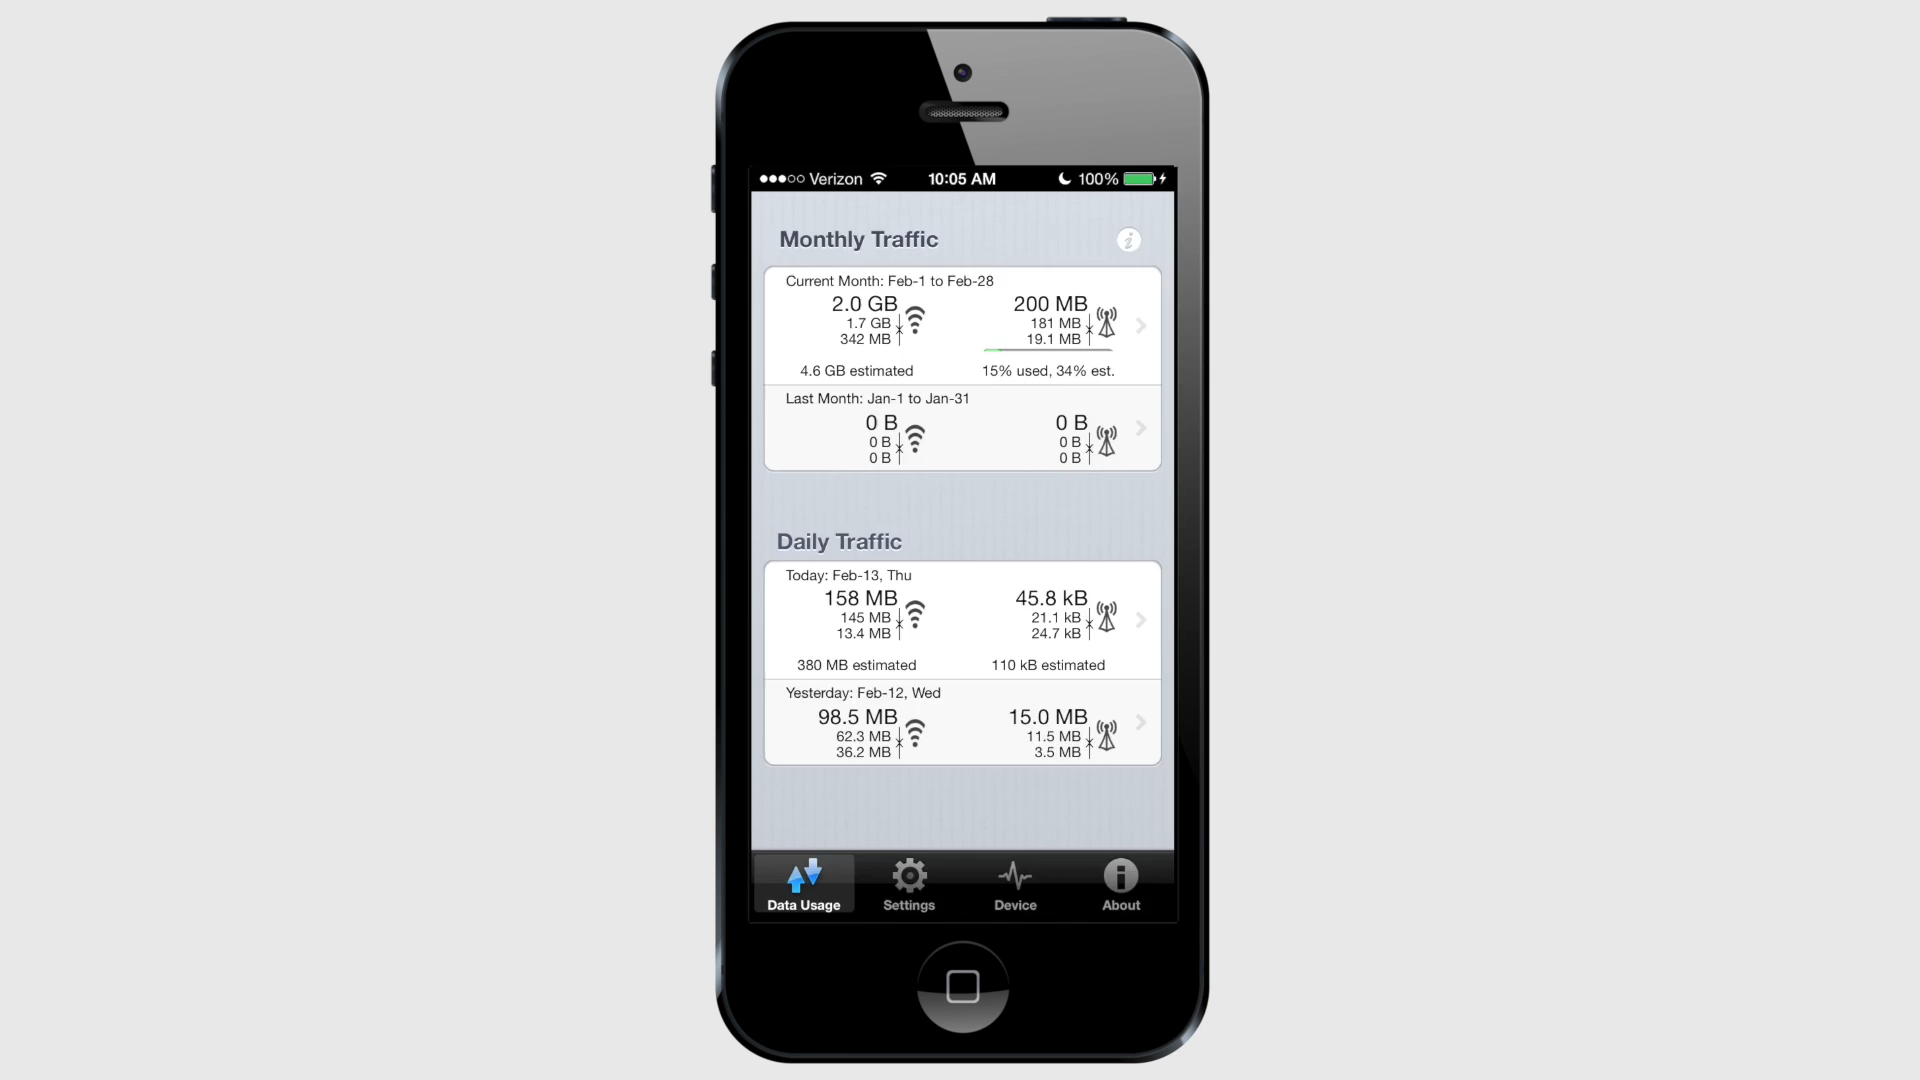 Verizon 10:05 AM 100%
Monthly Traffic
Current Month: Feb-1 to Feb-28
2.0 GB 200 MB
1.7 GB 181 MB
342 MB 19.1 MB
4.6 GB estimated 15% used, 34% est.
Last Month: Jan-1 to Jan-31
0 B 0 B
0 B 0 B
0 B 0 B
Daily Traffic
Today: Feb-13, Thu
158 MB 45.8 kB
145 MB 21.1 kB
13.4 MB 24.7 kB
380 MB estimated 110 kB estimated
Yesterday: Feb-12, Wed
98.5 MB 15.0 MB
62.3 MB 11.5 MB
36.2 MB 3.5 MB
Data Usage Settings Device About